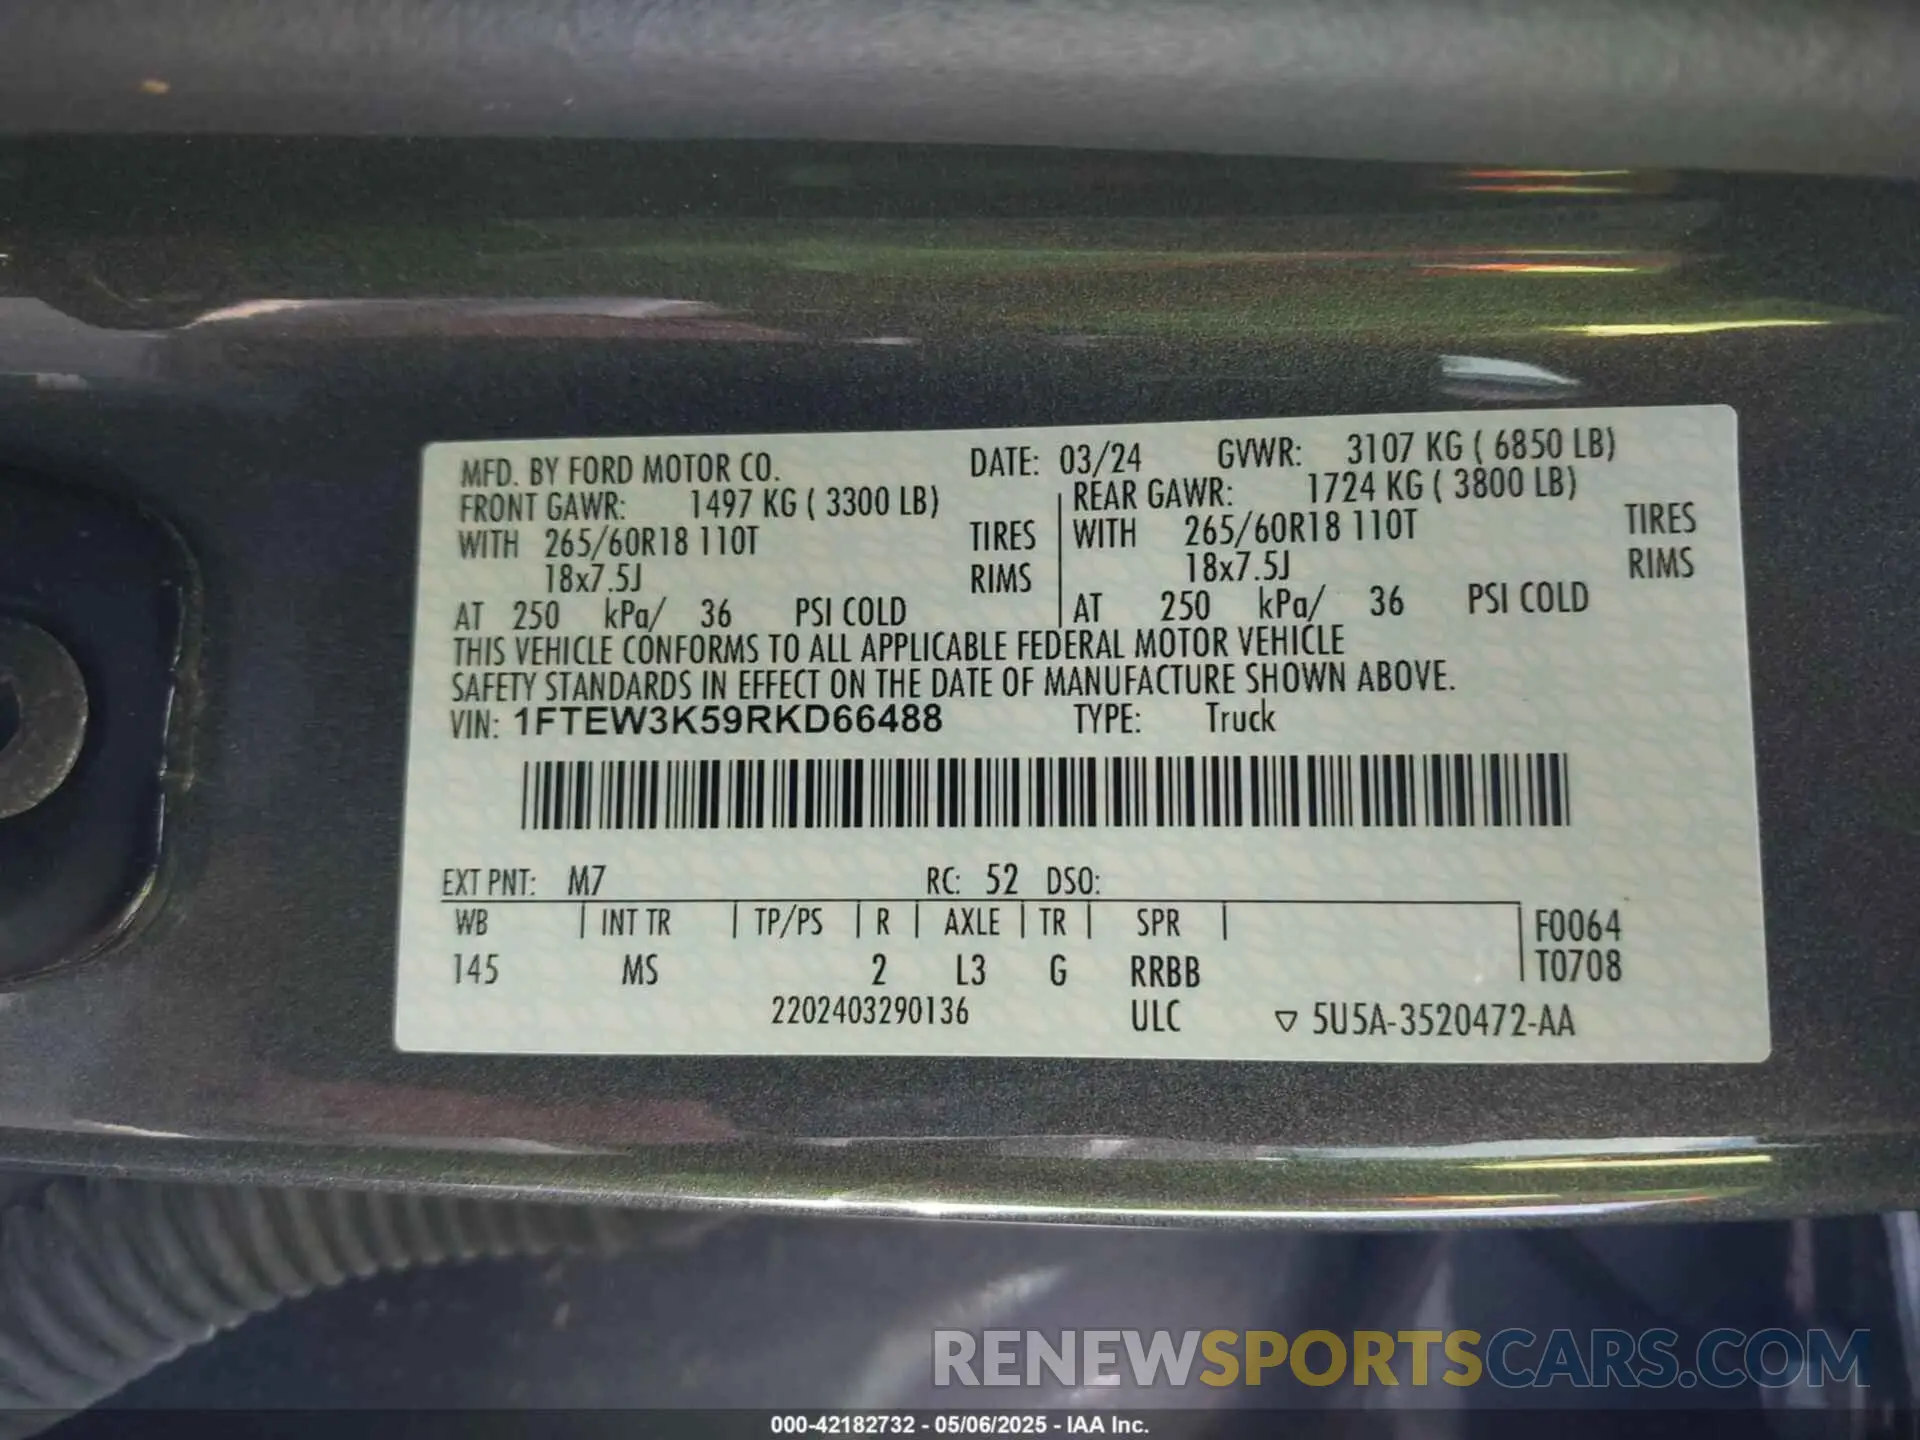 MFD. BY FORD MOTOR CO. DATE: 03/24 GVWR: 3107 KG ( 6850 LB)
FRONT GAWR: 1497 KG ( 3300 LB) REAR GAWR: 1724 KG ( 3800 LB)
WITH 265/60R18 110T TIRES WITH 265/60R18 110T TIRES
18x7.5J RIMS 18x7.5J RIMS
AT 250 kPa/ 36 PSI COLD AT 250 kPa/ 36 PSI COLD
THIS VEHICLE CONFORMS TO ALL APPLICABLE FEDERAL MOTOR VEHICLE
SAFETY STANDARDS IN EFFECT ON THE DATE OF MANUFACTURE SHOWN ABOVE.
VIN: 1FTEW3K59RKD66488 TYPE: Truck
EXT PNT: M7 RC: 52 DSO:
WB INT TR TP/PS R AXLE TR SPR F0064
145 MS 2 L3 G RRBB T0708
2202403290136 ULC ▽ 5U5A-3520472-AA
RENEWSPORTSCARS.COM
000-42182732 - 05/06/2025 - IAA Inc.